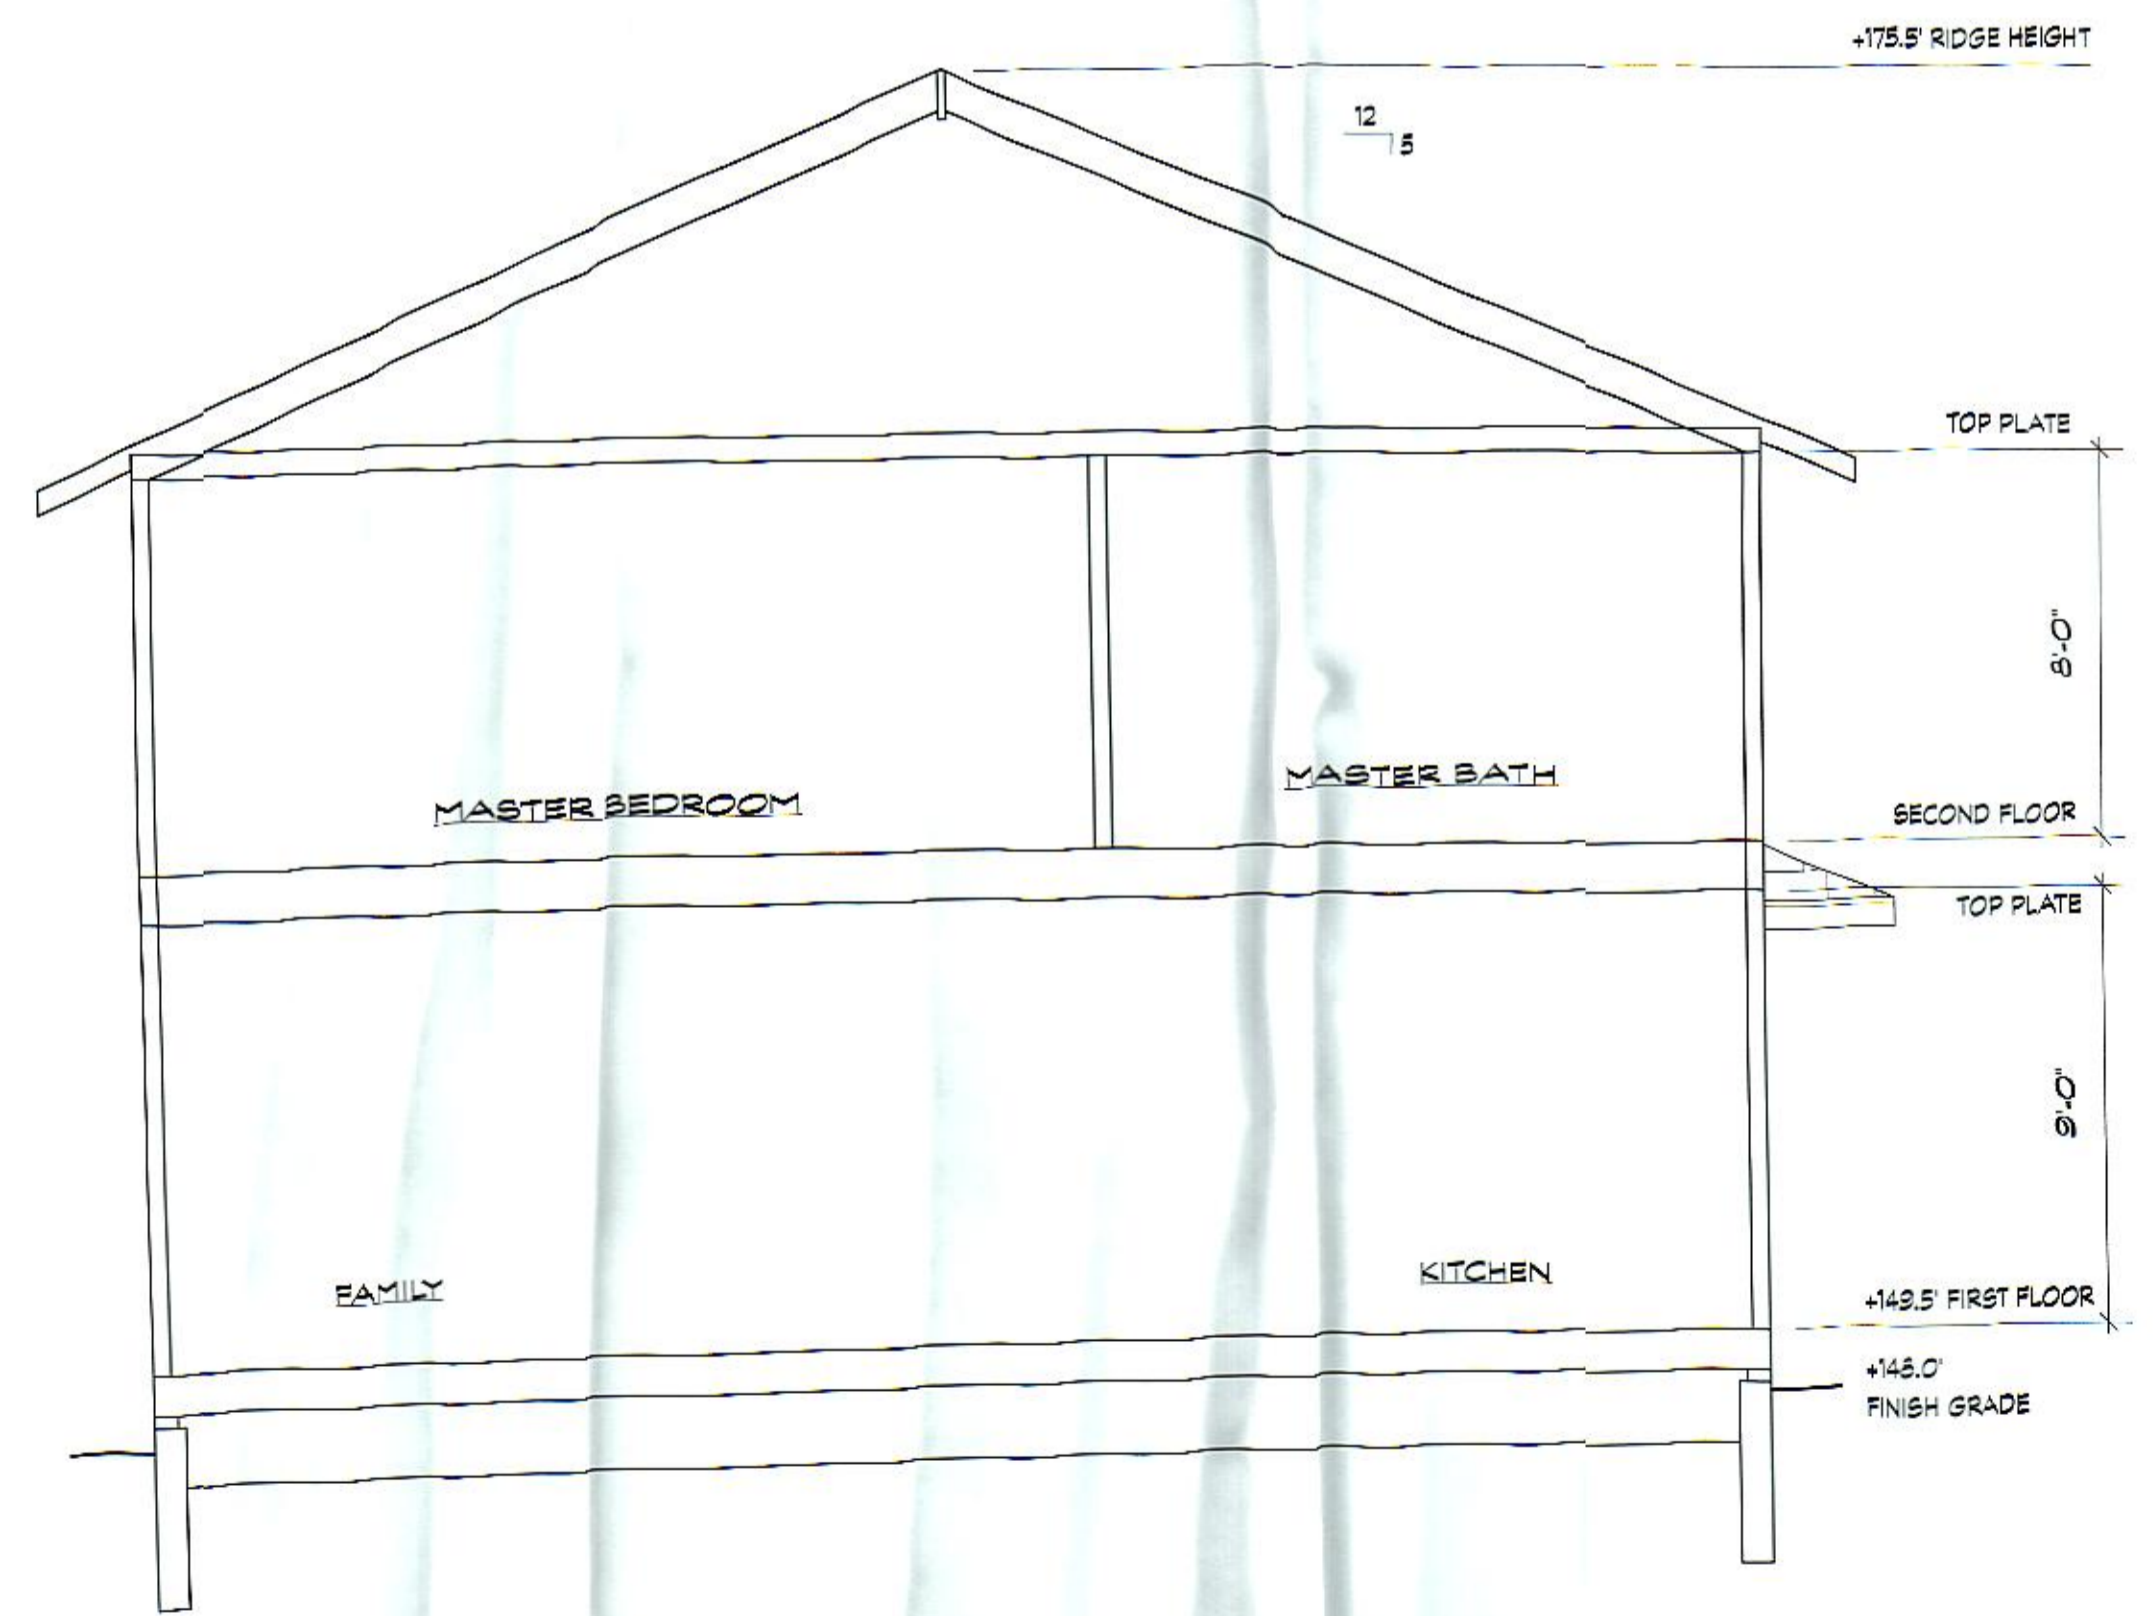 +175.5' RIDGE HEIGHT
12
5
TOP PLATE
8'-0"
MASTER BATH
MASTER BEDROOM
SECOND FLOOR
TOP PLATE
9'-0"
KITCHEN
FAMILY
+149.5' FIRST FLOOR
+148.0'
FINISH GRADE